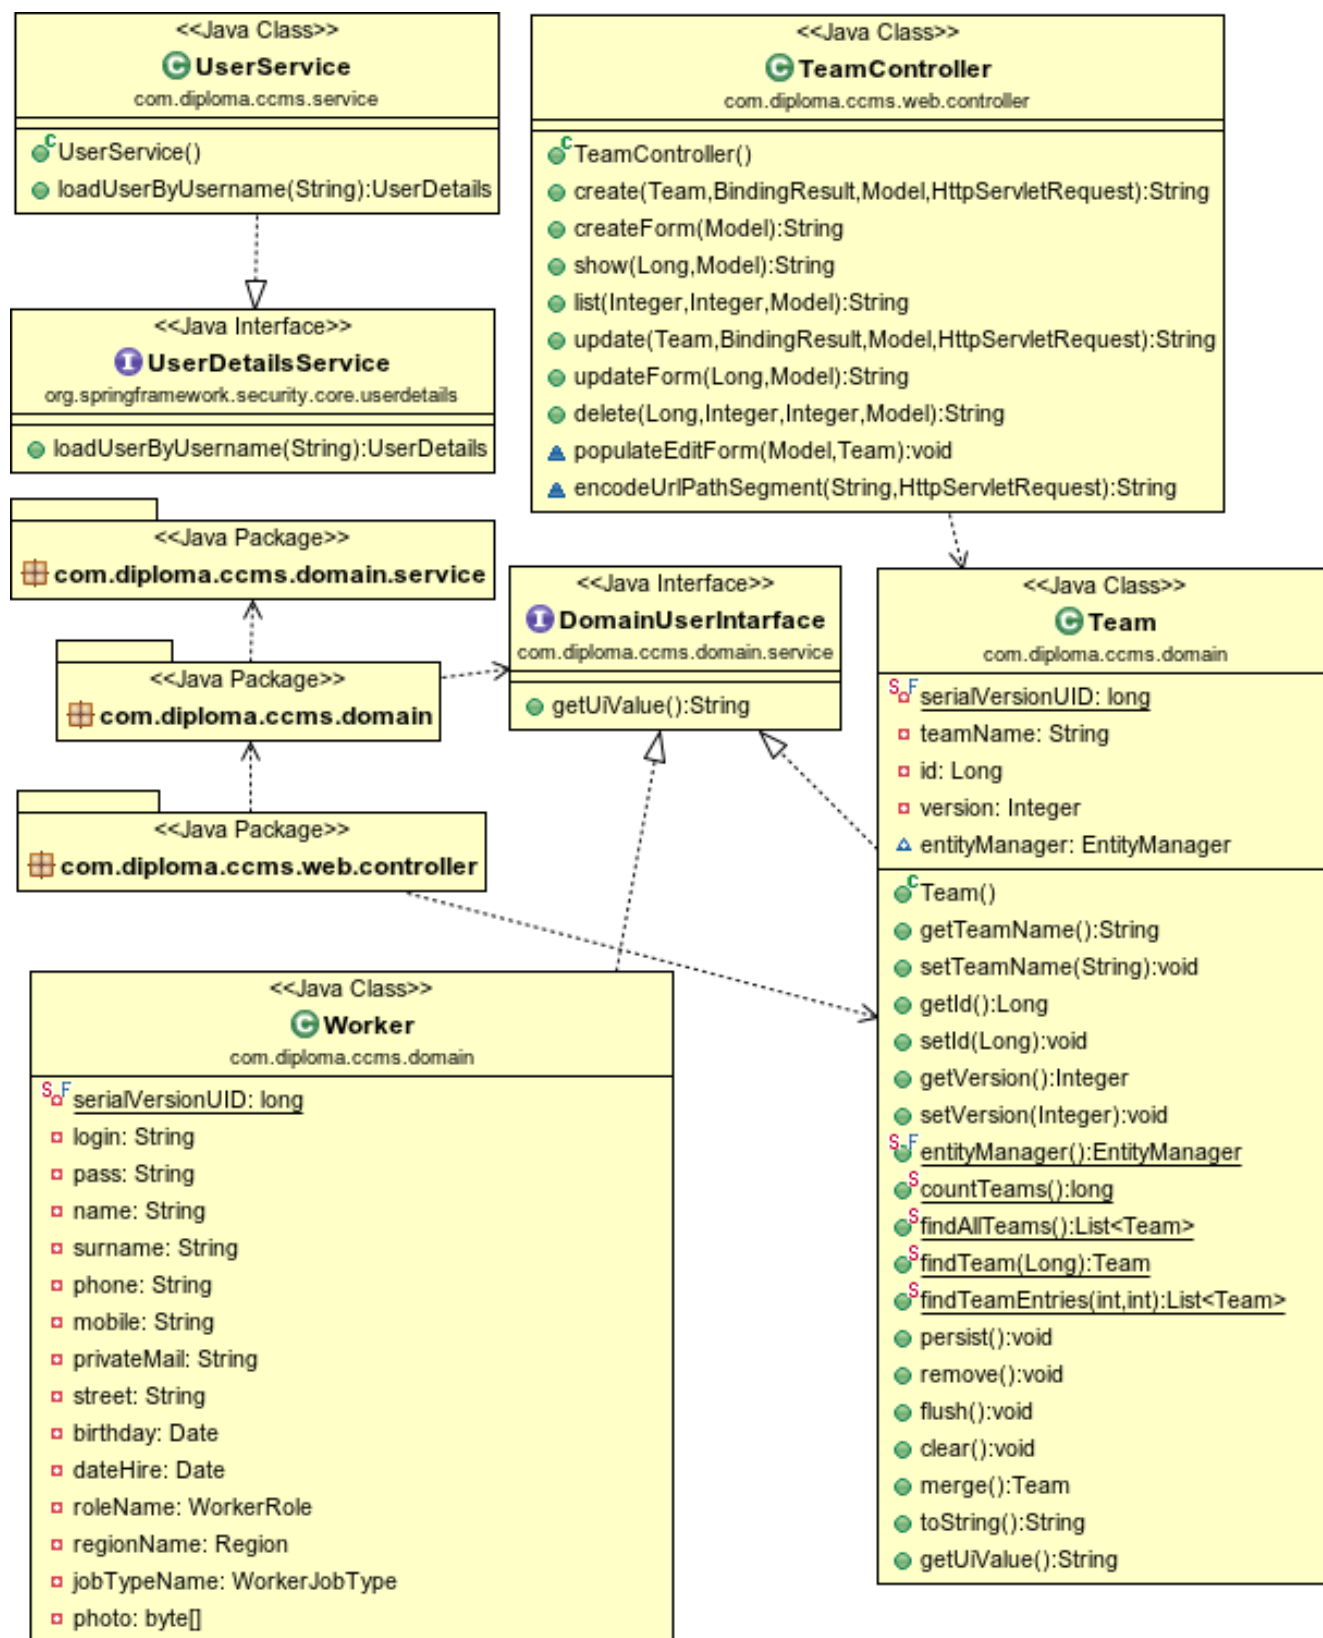 <<Java Class>>
UserService
com.diploma.ccms.service
UserService()
loadUserByUsername(String):UserDetails
<<Java Interface>>
UserDetailsService
org.springframework.security.core.userdetails
loadUserByUsername(String):UserDetails
<<Java Package>>
com.diploma.ccms.domain.service
<<Java Package>>
com.diploma.ccms.domain
<<Java Package>>
com.diploma.ccms.web.controller
<<Java Class>>
TeamController
com.diploma.ccms.web.controller
TeamController()
create(Team,BindingResult,Model,HttpServletRequest):String
createForm(Model):String
show(Long,Model):String
list(Integer,Integer,Model):String
update(Team,BindingResult,Model,HttpServletRequest):String
updateForm(Long,Model):String
delete(Long,Integer,Integer,Model):String
populateEditForm(Model,Team):void
encodeUrlPathSegment(String,HttpServletRequest):String
<<Java Interface>>
DomainUserIntarface
com.diploma.ccms.domain.service
getUiValue():String
<<Java Class>>
Team
com.diploma.ccms.domain
serialVersionUID: long
teamName: String
id: Long
version: Integer
entityManager: EntityManager
Team()
getTeamName():String
setTeamName(String):void
getId():Long
setId(Long):void
getVersion():Integer
setVersion(Integer):void
entityManager():EntityManager
countTeams():long
findAllTeams():List<Team>
findTeam(Long):Team
findTeamEntries(int,int):List<Team>
persist():void
remove():void
flush():void
clear():void
merge():Team
toString():String
getUiValue():String
<<Java Class>>
Worker
com.diploma.ccms.domain
serialVersionUID: long
login: String
pass: String
name: String
surname: String
phone: String
mobile: String
privateMail: String
street: String
birthday: Date
dateHire: Date
roleName: WorkerRole
regionName: Region
jobTypeName: WorkerJobType
photo: byte[]